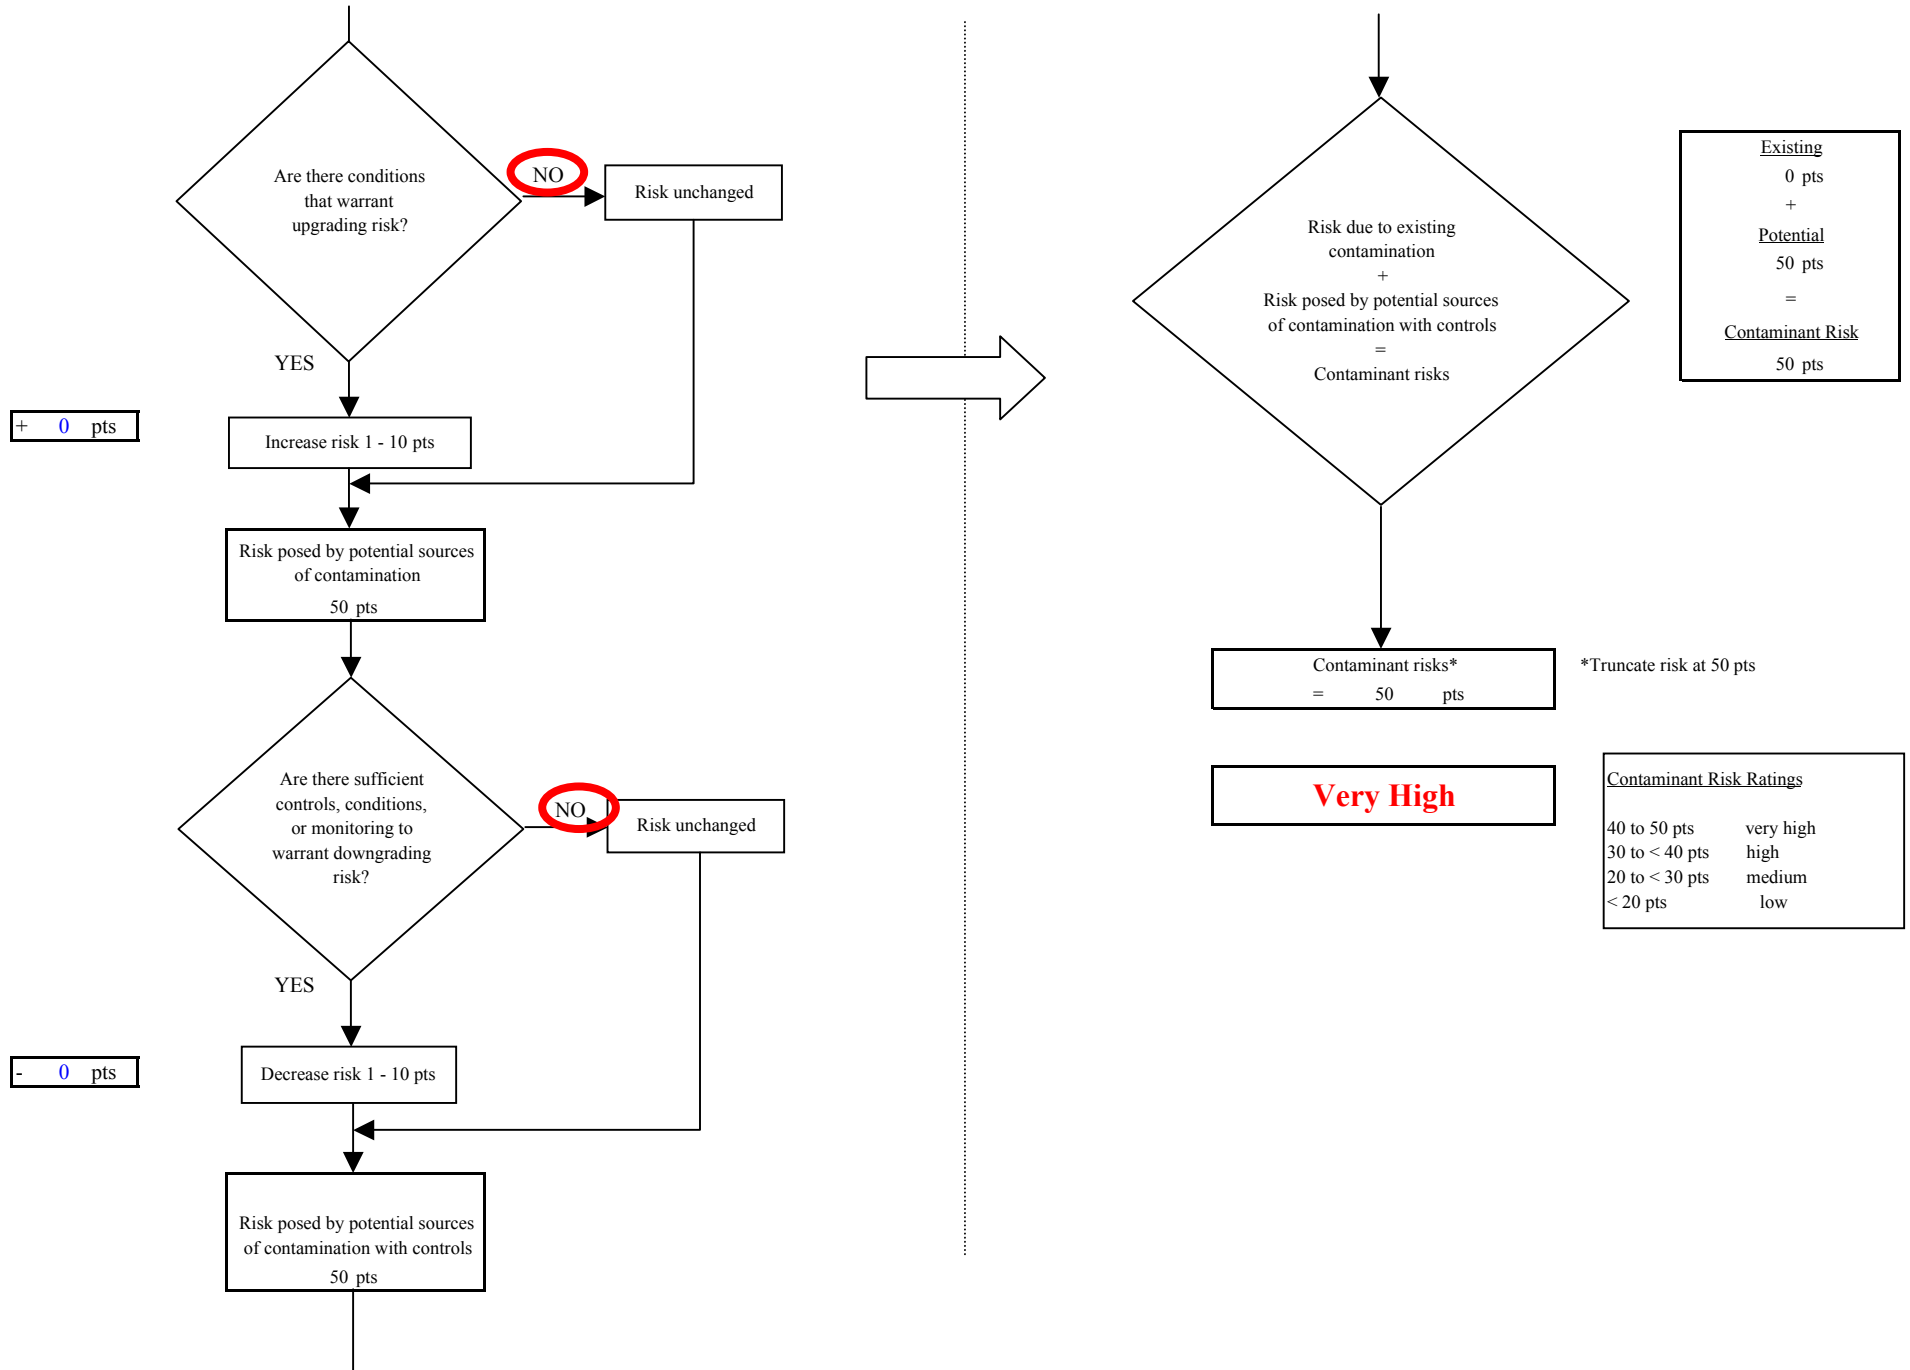 Are there conditions
that warrant
upgrading risk?
NO
Risk unchanged
YES
+ 0 pts
Increase risk 1 - 10 pts
Risk posed by potential sources
of contamination
50 pts
Are there sufficient
controls, conditions,
or monitoring to
warrant downgrading
risk?
NO
Risk unchanged
YES
- 0 pts
Decrease risk 1 - 10 pts
Risk posed by potential sources
of contamination with controls
50 pts
Risk due to existing
contamination
+
Risk posed by potential sources
of contamination with controls
=
Contaminant risks
Existing
0 pts
+
Potential
50 pts
=
Contaminant Risk
50 pts
Contaminant risks*
= 50 pts
*Truncate risk at 50 pts
Very High
Contaminant Risk Ratings
40 to 50 pts very high
30 to < 40 pts high
20 to < 30 pts medium
< 20 pts low